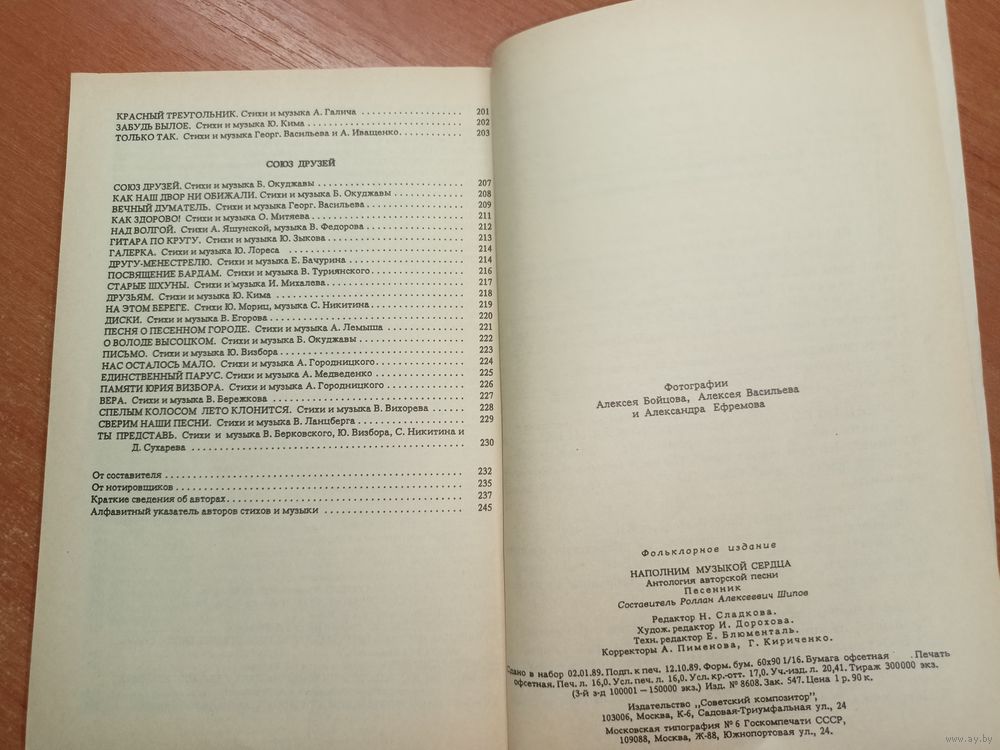 КРАСНЫЙ ТРЕУГОЛЬНИК. Стихи и музыка А. Галича . . . . . . . . . . . . . . . . . . 201
ЗАБУДЬ БЫЛОЕ. Стихи и музыка Ю. Кима . . . . . . . . . . . . . . . . . . . . . . 202
ТОЛЬКО ТАК. Стихи и музыка Георг. Васильева и А. Иващенко . . . . . . . . . . . 203
СОЮЗ ДРУЗЕЙ
СОЮЗ ДРУЗЕЙ. Стихи и музыка Б. Окуджавы . . . . . . . . . . . . . . . . . . . . 207
КАК НАШ ДВОР НИ ОБИЖАЛИ. Стихи и музыка Б. Окуджавы . . . . . . . . . . . . 208
ВЕЧНЫЙ ДУМАТЕЛЬ. Стихи и музыка Георг. Васильева . . . . . . . . . . . . . . . 209
КАК ЗДОРОВО! Стихи и музыка О. Митяева . . . . . . . . . . . . . . . . . . . . . 211
НАД ВОЛГОЙ. Стихи А. Яшунской, музыка В. Федорова . . . . . . . . . . . . . . . 212
ГИТАРА ПО КРУГУ. Стихи и музыка Ю. Зыкова . . . . . . . . . . . . . . . . . . . 213
ГАЛЕРКА. Стихи и музыка Ю. Лореса . . . . . . . . . . . . . . . . . . . . . . . . 214
ДРУГУ-МЕНЕСТРЕЛЮ. Стихи и музыка Е. Бачурина . . . . . . . . . . . . . . . . . 214
ПОСВЯЩЕНИЕ БАРДАМ. Стихи и музыка В. Туриянского . . . . . . . . . . . . . . . 216
СТАРЫЕ ШХУНЫ. Стихи и музыка И. Михалева . . . . . . . . . . . . . . . . . . . 217
ДРУЗЬЯМ. Стихи и музыка Ю. Кима . . . . . . . . . . . . . . . . . . . . . . . . . 218
НА ЭТОМ БЕРЕГЕ. Стихи Ю. Мориц, музыка С. Никитина . . . . . . . . . . . . . . 219
ДИСКИ. Стихи и музыка В. Егорова . . . . . . . . . . . . . . . . . . . . . . . . . 220
ПЕСНЯ О ПЕСЕННОМ ГОРОДЕ. Стихи и музыка А. Лемыша . . . . . . . . . . . . . 221
О ВОЛОДЕ ВЫСОЦКОМ. Стихи и музыка Б. Окуджавы . . . . . . . . . . . . . . . . 222
ПИСЬМО. Стихи и музыка Ю. Визбора . . . . . . . . . . . . . . . . . . . . . . . . 223
НАС ОСТАЛОСЬ МАЛО. Стихи и музыка А. Городницкого . . . . . . . . . . . . . . 224
ЕДИНСТВЕННЫЙ ПАРУС. Стихи и музыка А. Медведенко . . . . . . . . . . . . . . 225
ПАМЯТИ ЮРИЯ ВИЗБОРА. Стихи и музыка А. Городницкого . . . . . . . . . . . . . 226
ВЕРА. Стихи и музыка В. Бережкова . . . . . . . . . . . . . . . . . . . . . . . . 227
СПЕЛЫМ КОЛОСОМ ЛЕТО КЛОНИТСЯ. Стихи и музыка В. Вихорева . . . . . . . . 228
СВЕРИМ НАШИ ПЕСНИ. Стихи и музыка В. Ланцберга . . . . . . . . . . . . . . . . 229
ТЫ ПРЕДСТАВЬ. Стихи и музыка В. Берковского, Ю. Визбора, С. Никитина и
Д. Сухарева . . . . . . . . . . . . . . . . . . . . . . . . . . . . . . . . . . . . 230
От составителя . . . . . . . . . . . . . . . . . . . . . . . . . . . . . . . . . . 232
От нотировщиков . . . . . . . . . . . . . . . . . . . . . . . . . . . . . . . . . 235
Краткие сведения об авторах . . . . . . . . . . . . . . . . . . . . . . . . . . . 237
Алфавитный указатель авторов стихов и музыки . . . . . . . . . . . . . . . . . . 245
Фотографии
Алексея Бойцова, Алексея Васильева
и Александра Ефремова
Фольклорное издание
НАПОЛНИМ МУЗЫКОЙ СЕРДЦА
Антология авторской песни
Песенник
Составитель Роллан Алексеевич Шипов
Редактор Н. Сладкова.
Худож. редактор И. Дорохова.
Техн. редактор Е. Блюменталь.
Корректоры А. Пименова, Г. Кириченко.
Сдано в набор 02.01.89. Подп. к печ. 12.10.89. Форм. бум. 60х90 1/16. Бумага офсетная . Печать
офсетная. Печ. л. 16,0. Усл. печ. л. 16,0. Усл. кр.-отт. 17,0. Уч.-изд. л. 20,41. Тираж 300000 экз.
(3-й з-д 100001 — 150000 экз.) Изд. № 8608. Зак. 547. Цена 1 р. 90 к.
Издательство „Советский композитор",
103006, Москва, К-6, Садовая-Триумфальная ул., 24
Московская типография № 6 Госкомпечати СССР,
109088, Москва, Ж-88, Южнопортовая ул., 24.
www.ay.by